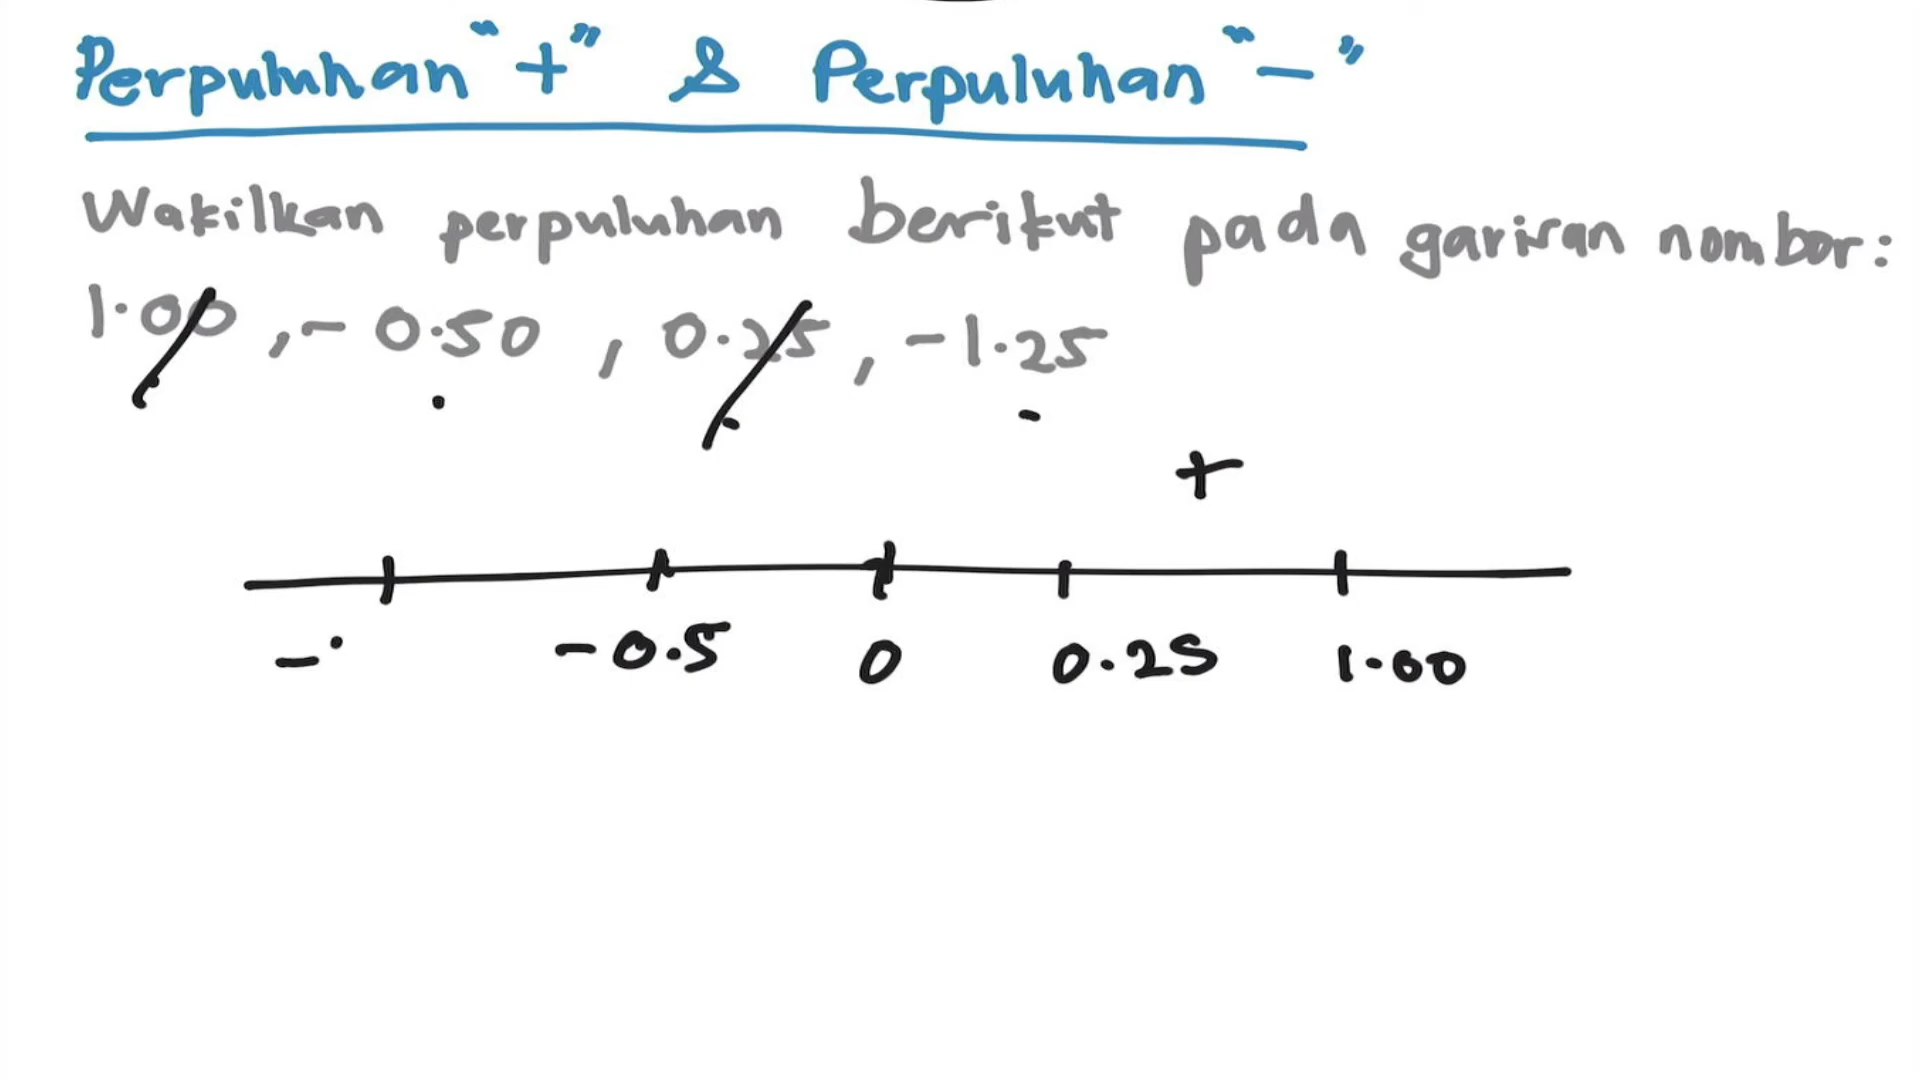 Perpuluhan "+" & Perpuluhan "-"
Wakilkan perpuluhan berikut pada garisan nombor:
1.00, -0.50, 0.25, -1.25
+
- -0.5 0 0.25 1.00